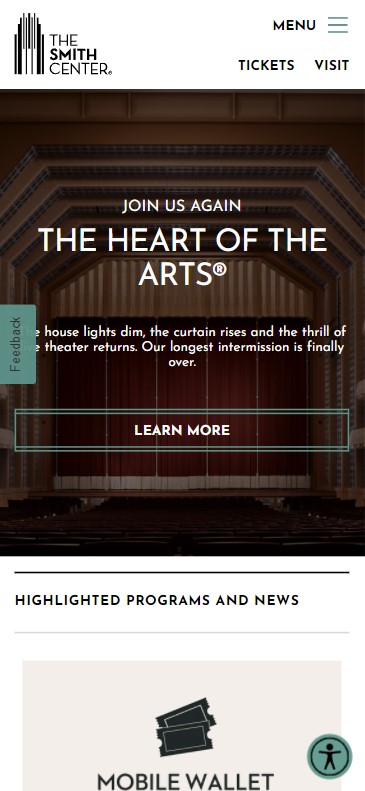 THE
SMITH
CENTER®
MENU
TICKETS VISIT
JOIN US AGAIN
THE HEART OF THE
ARTS®
house lights dim, the curtain rises and the thrill of
theater returns. Our longest intermission is finally
over.
Feedback
LEARN MORE
HIGHLIGHTED PROGRAMS AND NEWS
MOBILE WALLET